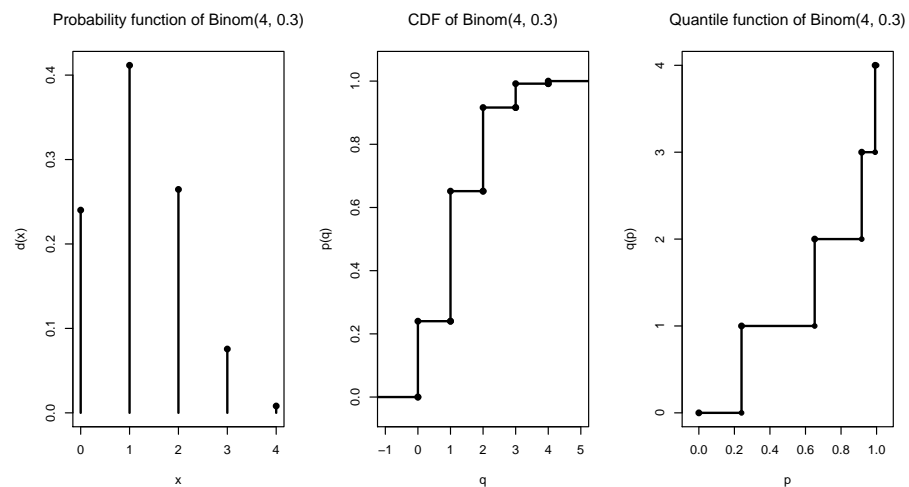 Probability function of Binom(4, 0.3)
d(x)
0.4
0.3
0.2
0.1
0.0
0 1 2 3 4
x
CDF of Binom(4, 0.3)
p(q)
1.0
0.8
0.6
0.4
0.2
0.0
−1 0 1 2 3 4 5
q
Quantile function of Binom(4, 0.3)
q(p)
4
3
2
1
0
0.0 0.2 0.4 0.6 0.8 1.0
p